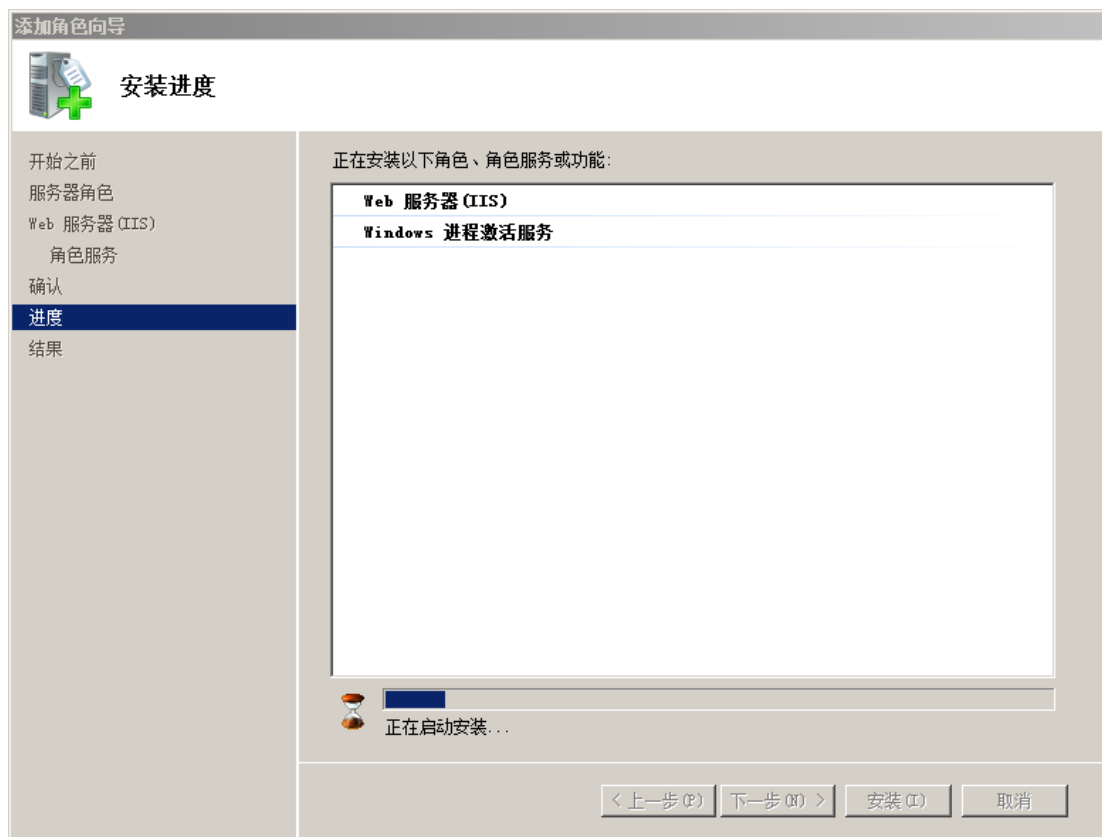 添加角色向导
安装进度
开始之前
服务器角色
Web 服务器(IIS)
角色服务
确认
进度
结果
正在安装以下角色、角色服务或功能:
Web 服务器(IIS)
Windows 进程激活服务
正在启动安装...
< 上一步(P)
下一步(N) >
安装(I)
取消